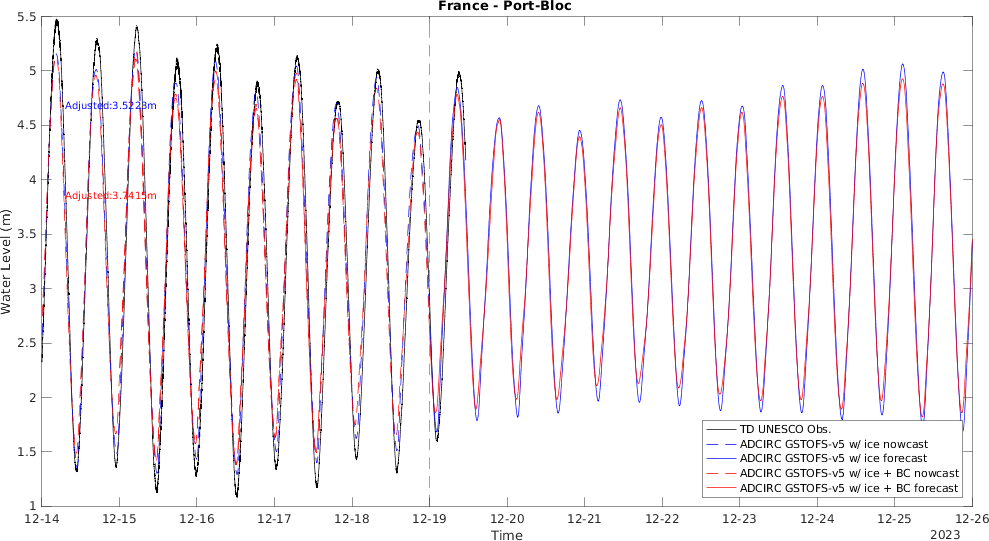 France - Port-Bloc
5.5
5
4.5
4
3.5
3
2.5
2
1.5
1
Water Level (m)
Adjusted:3.5223m
Adjusted:3.7415m
TD UNESCO Obs.
ADCIRC GSTOFS-v5 w/ ice nowcast
ADCIRC GSTOFS-v5 w/ ice forecast
ADCIRC GSTOFS-v5 w/ ice + BC nowcast
ADCIRC GSTOFS-v5 w/ ice + BC forecast
12-14 12-15 12-16 12-17 12-18 12-19 12-20 12-21 12-22 12-23 12-24 12-25 12-26
Time
2023